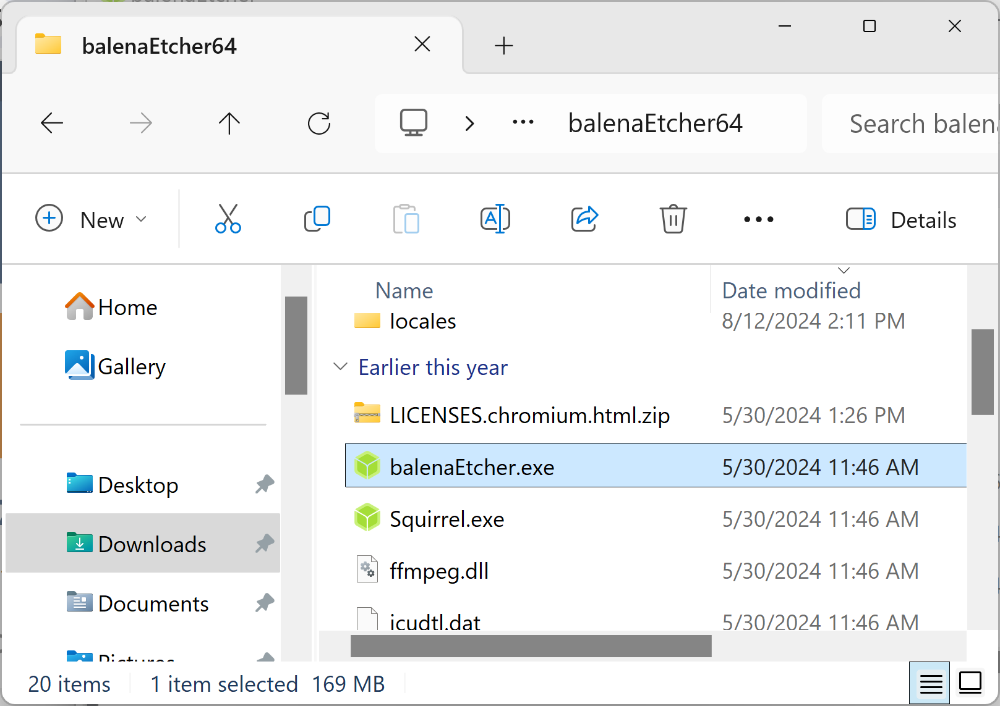 balenaEtcher64
balenaEtcher64
Search balena
New
Details
Home
Gallery
Desktop
Downloads
Documents
Pictures
Name
Date modified
locales 8/12/2024 2:11 PM
Earlier this year
LICENSES.chromium.html.zip 5/30/2024 1:26 PM
balenaEtcher.exe 5/30/2024 11:46 AM
Squirrel.exe 5/30/2024 11:46 AM
ffmpeg.dll 5/30/2024 11:46 AM
icudtl.dat 5/30/2024 11:46 AM
20 items 1 item selected 169 MB